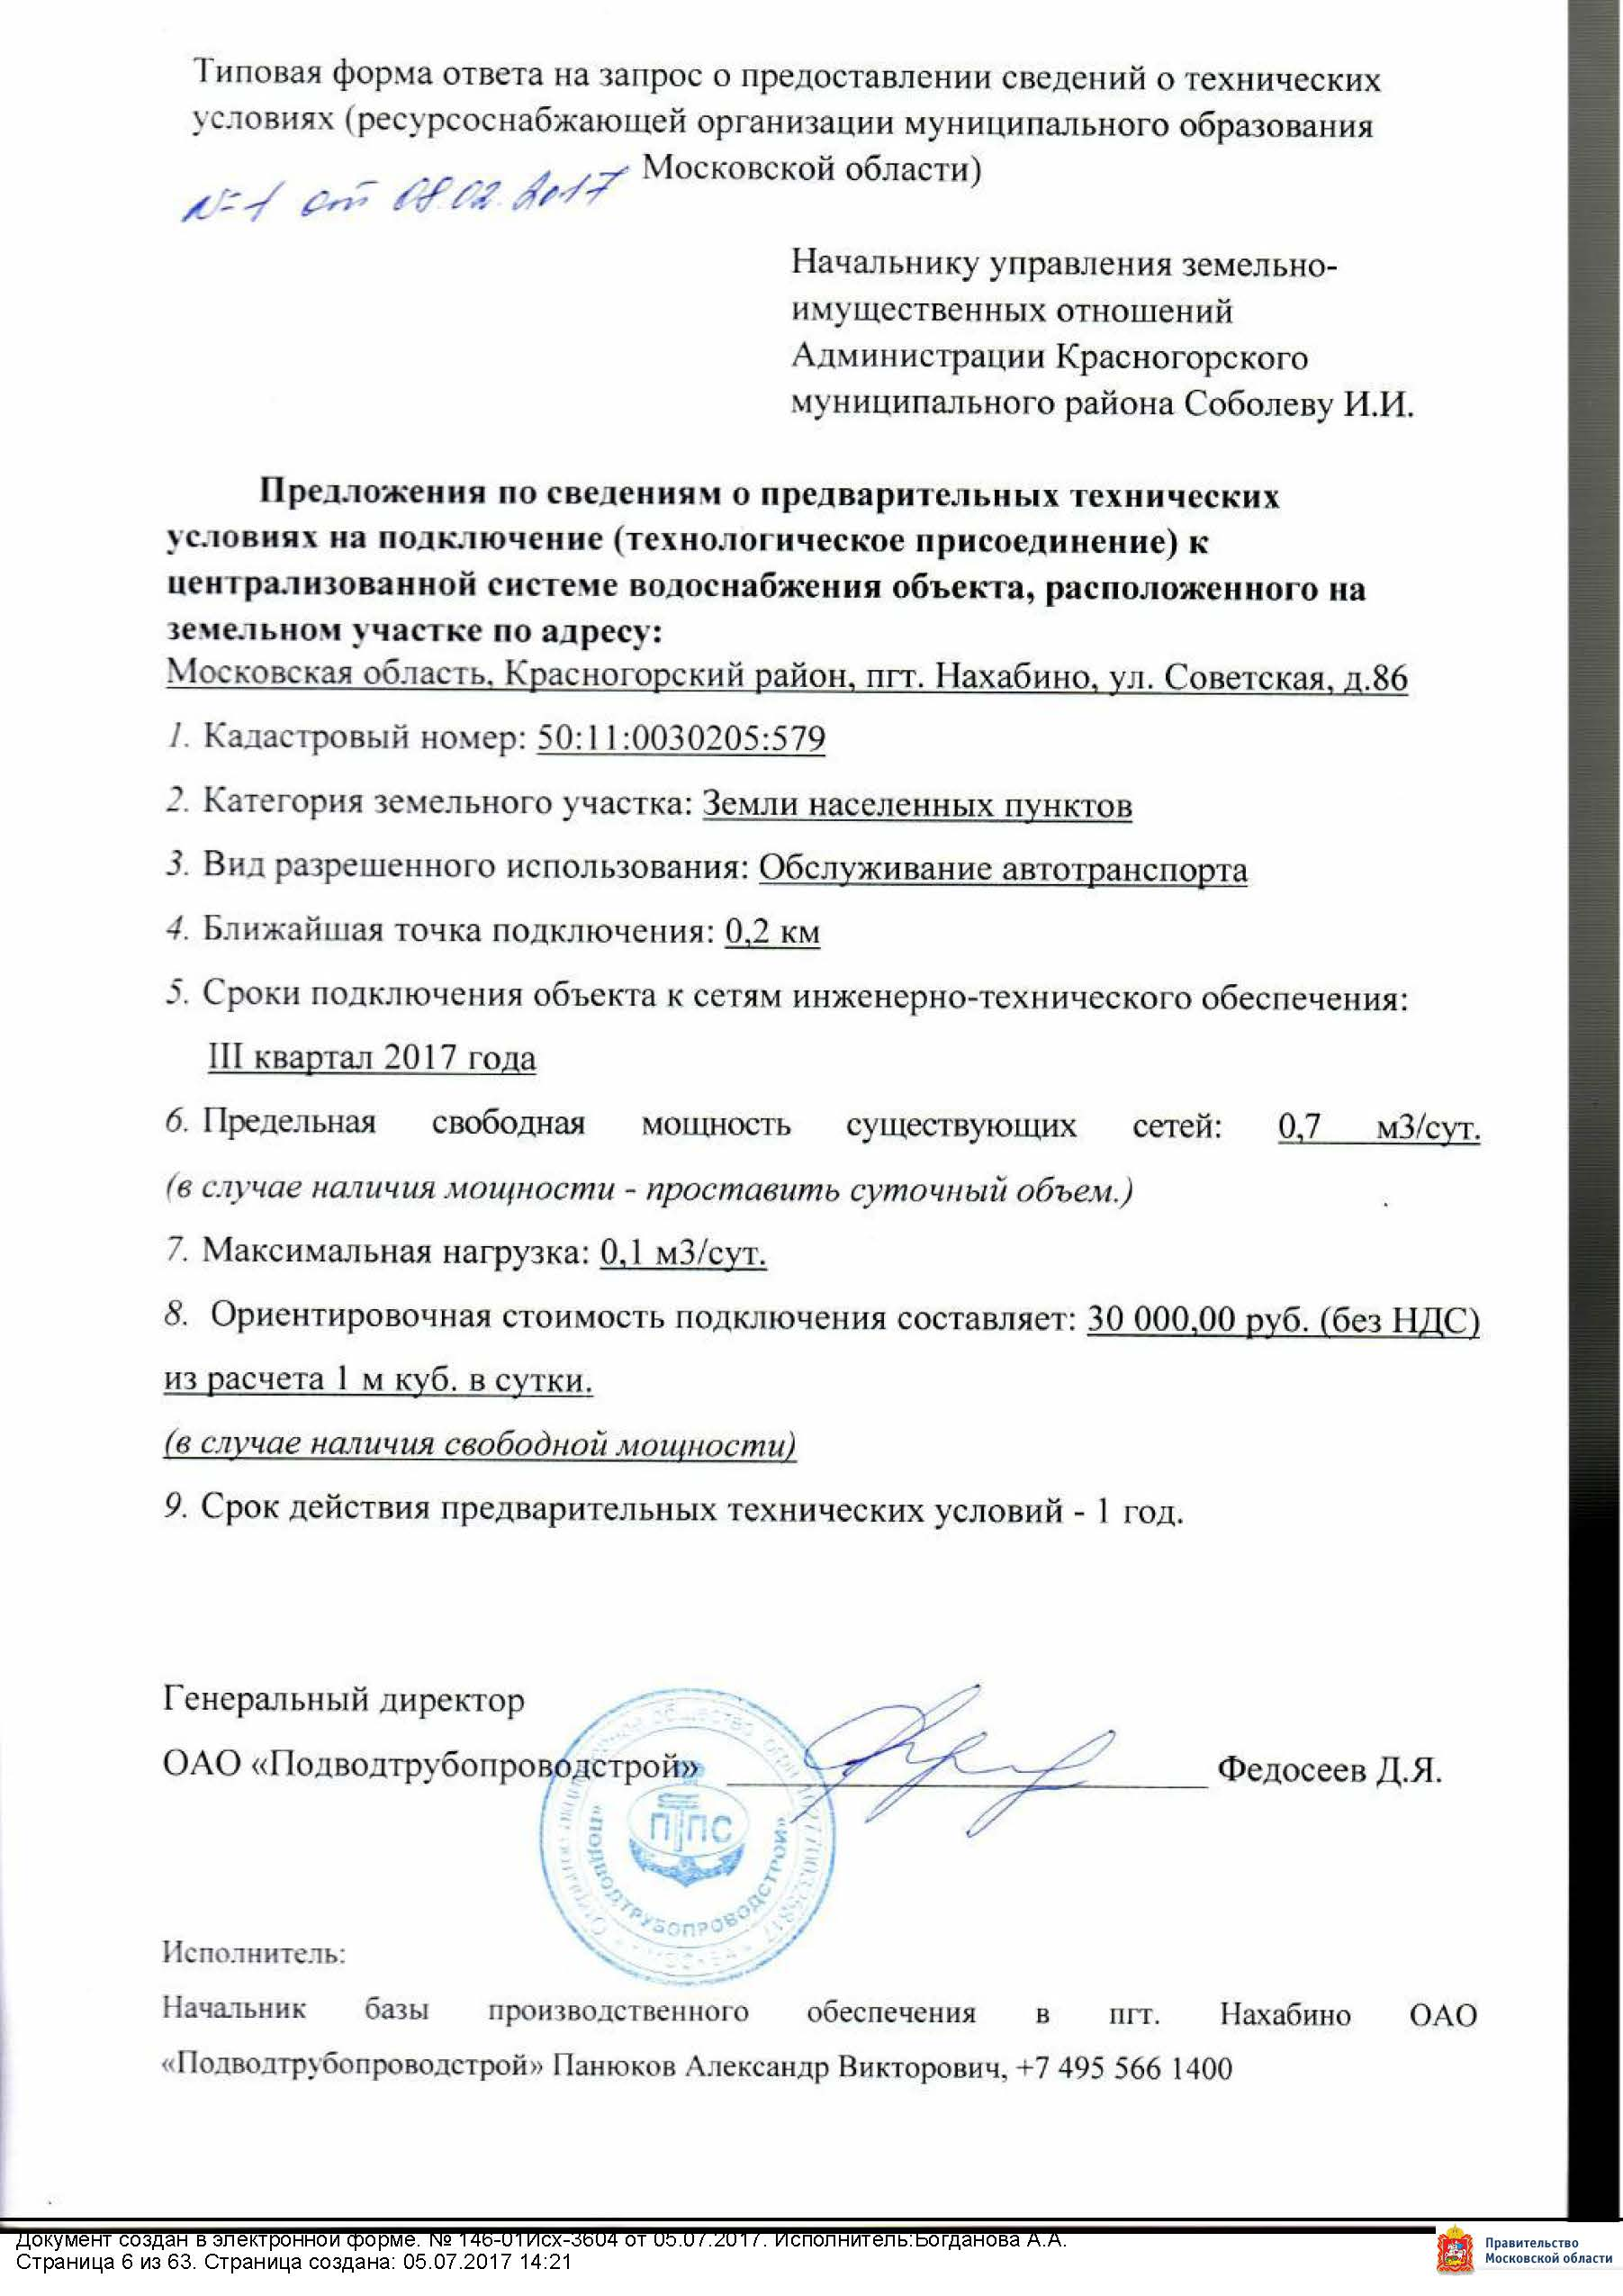 Типовая форма ответа на запрос о предоставлении сведений о технических
условиях (ресурсоснабжающей организации муниципального образования
Московской области)
№1 от 08.02.2017
Начальнику управления земельно-
имущественных отношений
Администрации Красногорского
муниципального района Соболеву И.И.
Предложения по сведениям о предварительных технических
условиях на подключение (технологическое присоединение) к
централизованной системе водоснабжения объекта, расположенного на
земельном участке по адресу:
Московская область, Красногорский район, пгт. Нахабино, ул. Советская, д.86
1. Кадастровый номер: 50:11:0030205:579
2. Категория земельного участка: Земли населенных пунктов
3. Вид разрешенного использования: Обслуживание автотранспорта
4. Ближайшая точка подключения: 0,2 км
5. Сроки подключения объекта к сетям инженерно-технического обеспечения:
III квартал 2017 года
6. Предельная свободная мощность существующих сетей: 0,7 м3/сут.
(в случае наличия мощности - проставить суточный объем.)
7. Максимальная нагрузка: 0,1 м3/сут.
8. Ориентировочная стоимость подключения составляет: 30 000,00 руб. (без НДС)
из расчета 1 м куб. в сутки.
(в случае наличия свободной мощности)
9. Срок действия предварительных технических условий - 1 год.
Генеральный директор
ОАО «Подводтрубопроводстрой» Федосеев Д.Я.
ПТПС
«ПОДВОДТРУБОПРОВОДСТРОЙ»
Исполнитель:
Начальник базы производственного обеспечения в пгт. Нахабино ОАО
«Подводтрубопроводстрой» Панюков Александр Викторович, +7 495 566 1400
Документ создан в электронной форме. № 146-01Исх-3604 от 05.07.2017. Исполнитель:Богданова А.А.
Страница 6 из 63. Страница создана: 05.07.2017 14:21
Правительство
Московской области